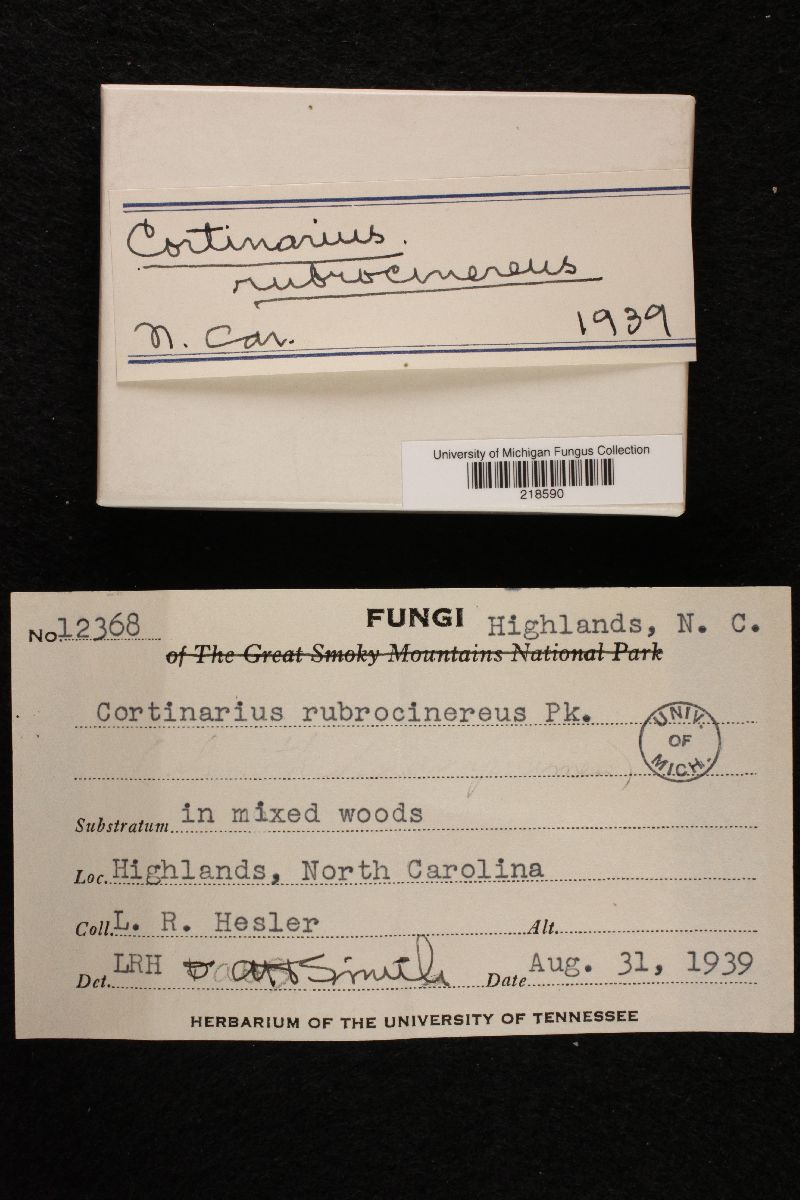 Cortinarius.
rubrocinereus
N. Car. 1939
University of Michigan Fungus Collection
218590
No. 12368 FUNGI Highlands, N. C.
of The Great Smoky Mountains National Park
Cortinarius rubrocinereus Pk.
UNIV.
OF
MICH.
Substratum in mixed woods
Loc. Highlands, North Carolina
Coll. L. R. Hesler Alt.
Det. LRH Smith Date Aug. 31, 1939
HERBARIUM OF THE UNIVERSITY OF TENNESSEE